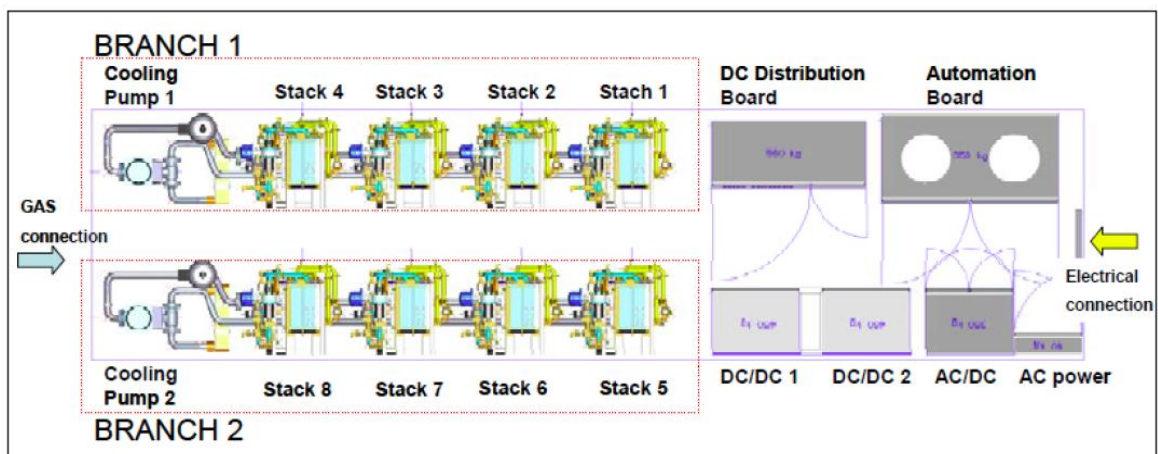 BRANCH 1
Cooling
Pump 1
Stack 4
Stack 3
Stack 2
Stach 1
DC Distribution
Board
Automation
Board
GAS
connection
Electrical
connection
Cooling
Pump 2
Stack 8
Stack 7
Stack 6
Stack 5
DC/DC 1
DC/DC 2
AC/DC
AC power
BRANCH 2